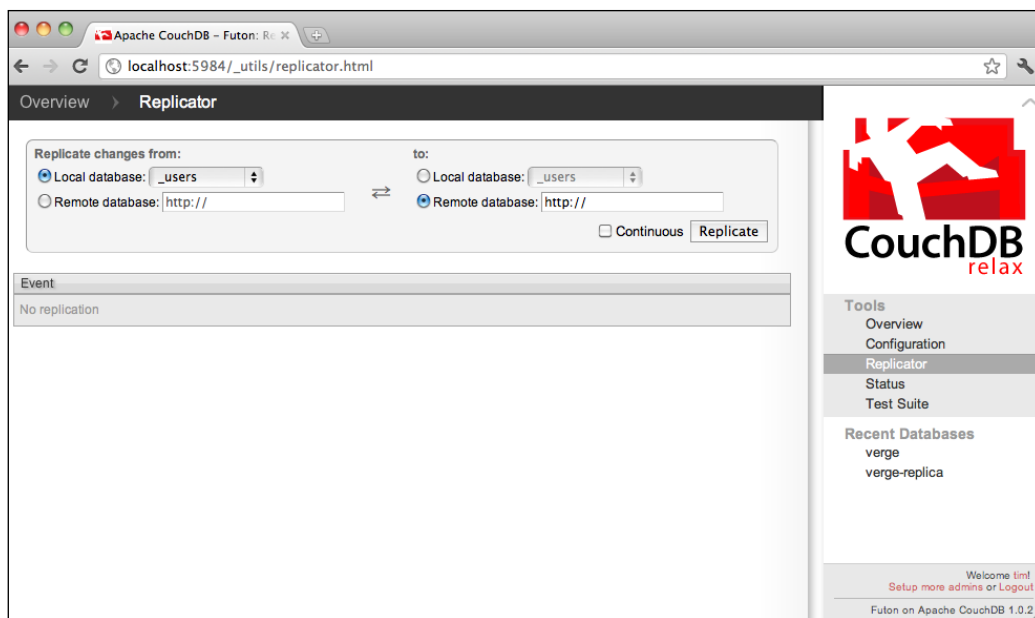 Apache CouchDB – Futon: Re
localhost:5984/_utils/replicator.html
Overview Replicator
Replicate changes from: to:
Local database: _users Local database: _users
Remote database: http:// Remote database: http://
Continuous Replicate
Event
No replication
CouchDB
relax
Tools
Overview
Configuration
Replicator
Status
Test Suite
Recent Databases
verge
verge-replica
Welcome tim!
Setup more admins or Logout
Futon on Apache CouchDB 1.0.2